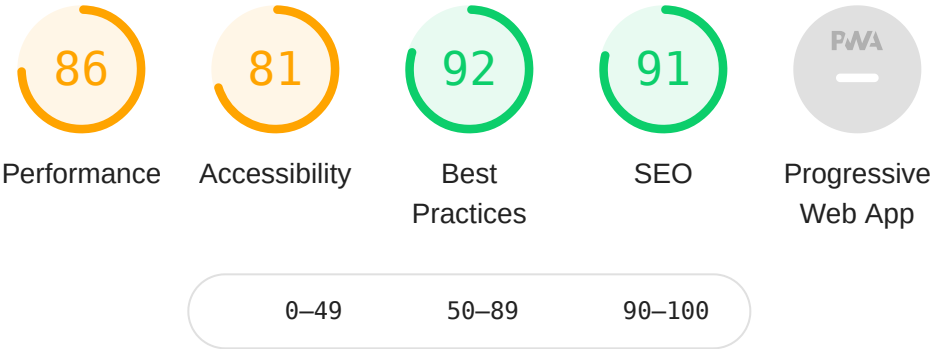 86 81 92 91 PWA
Performance Accessibility Best Practices SEO Progressive Web App
0–49 50–89 90–100